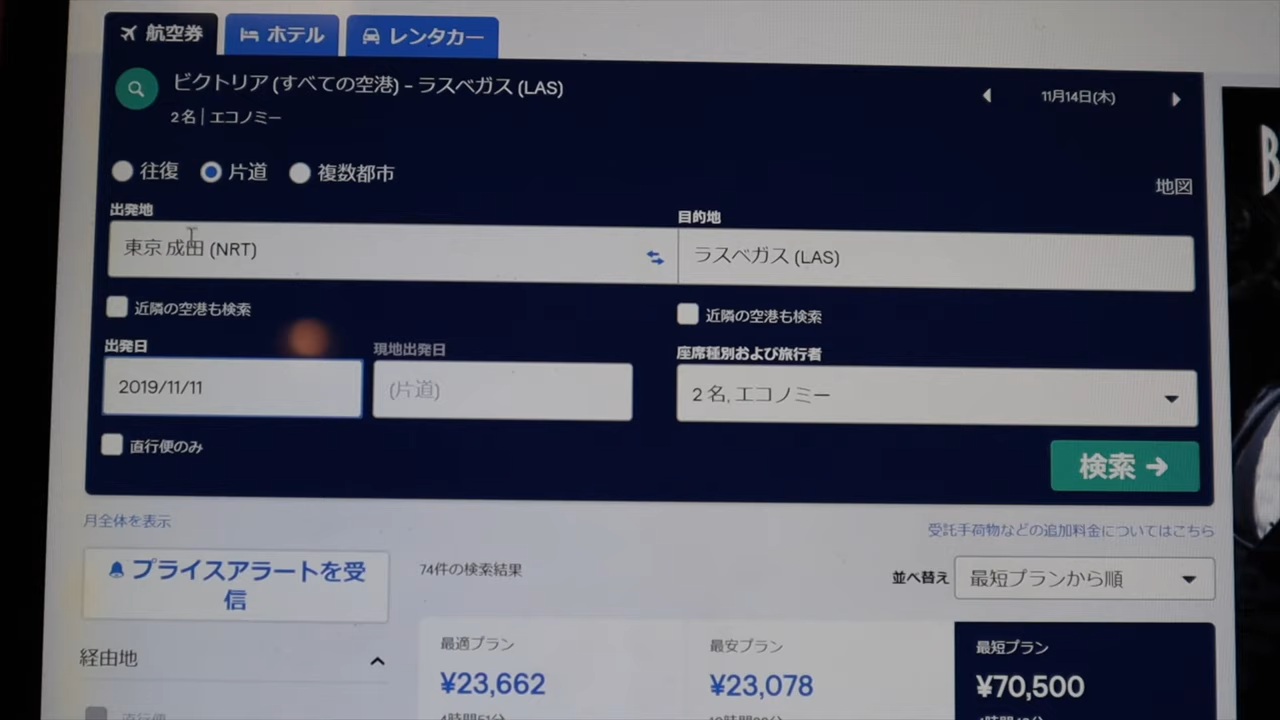 航空券 ホテル レンタカー
ビクトリア (すべての空港) – ラスベガス (LAS)
11月14日(木)
2名 | エコノミー
往復 片道 複数都市
地図
出発地 目的地
東京 成田 (NRT) ラスベガス (LAS)
近隣の空港も検索 近隣の空港も検索
出発日 現地出発日 座席種別および旅行者
2019/11/11 (片道) 2 名, エコノミー
直行便のみ
検索
月全体を表示 受託手荷物などの追加料金についてはこちら
プライスアラートを受
信
74件の検索結果 並べ替え 最短プランから順
経由地
最適プラン 最安プラン 最短プラン
¥23,662 ¥23,078 ¥70,500
直行便
4時間51分